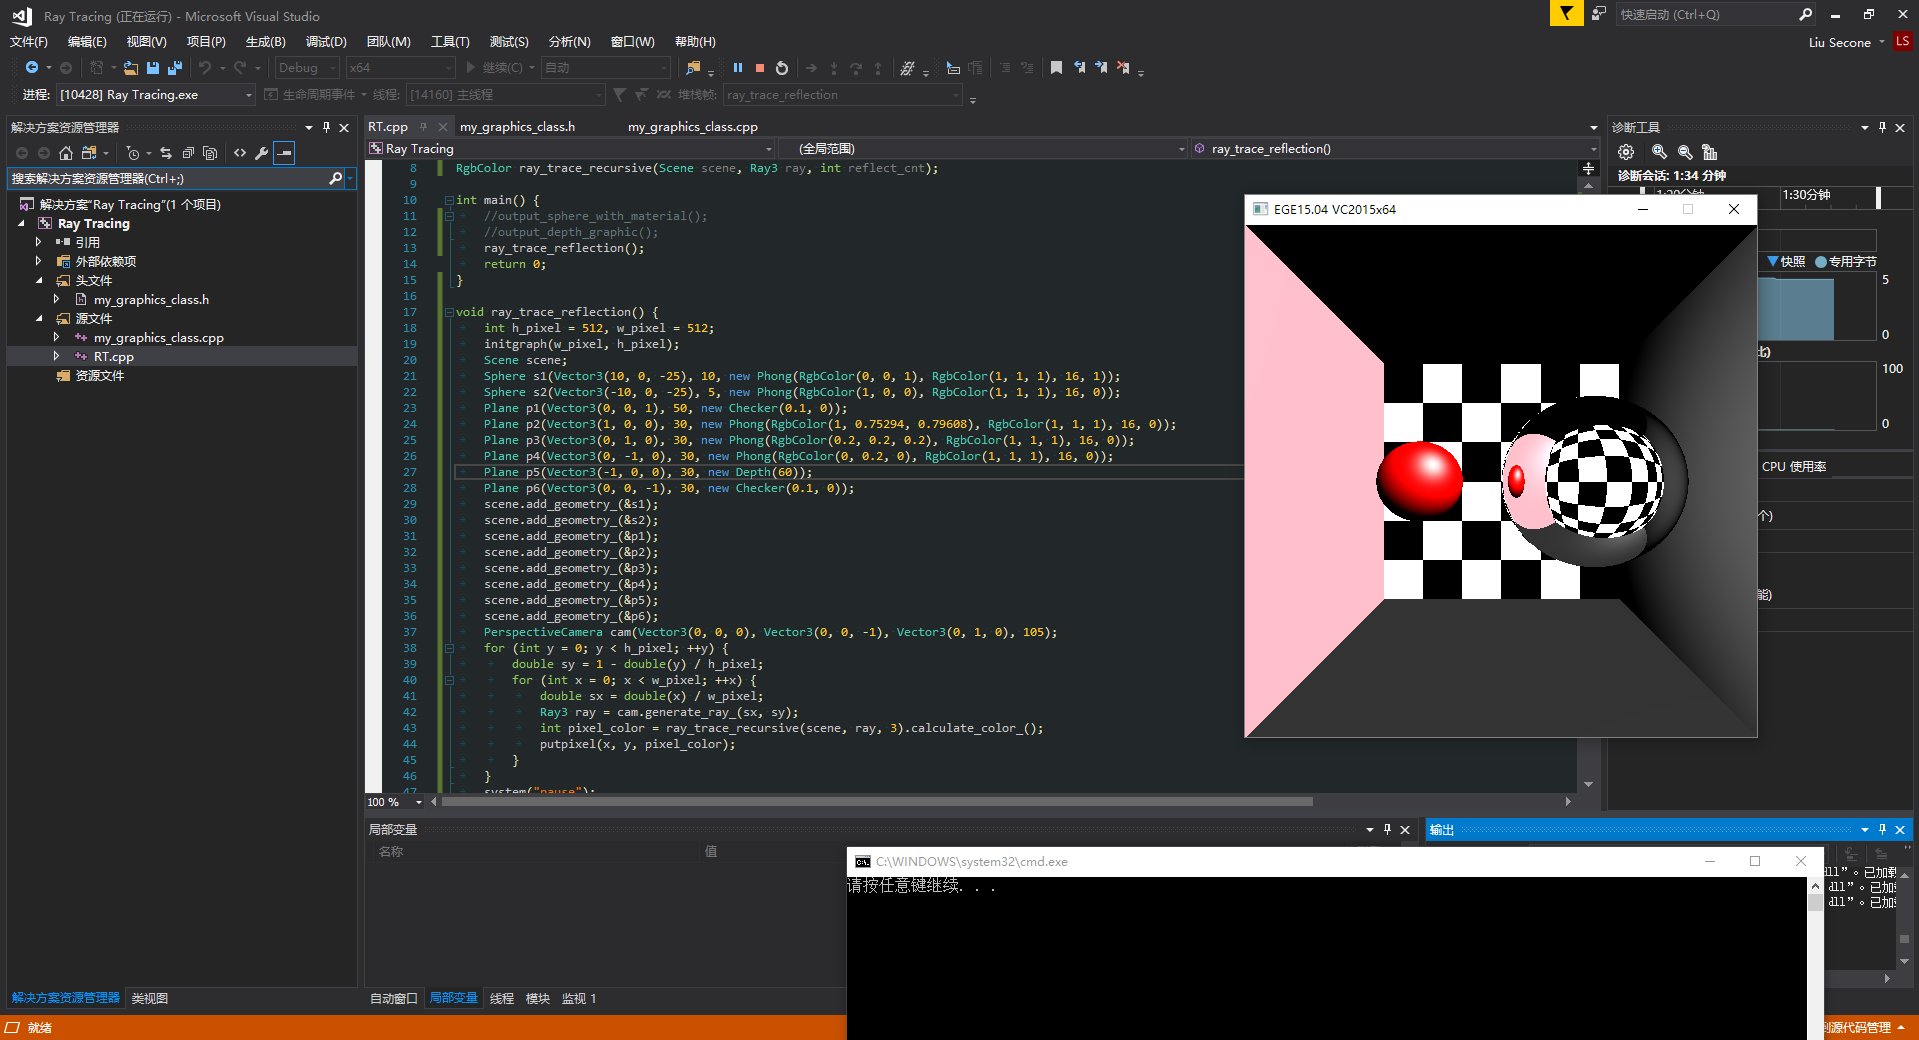 Ray Tracing (正在运行) - Microsoft Visual Studio
快速启动 (Ctrl+Q)
文件(F) 编辑(E) 视图(V) 项目(P) 生成(B) 调试(D) 团队(M) 工具(T) 测试(S) 分析(N) 窗口(W) 帮助(H)
Liu Secone LS
Debug x64 继续(C) 自动
进程: [10428] Ray Tracing.exe 生命周期事件 线程: [14160] 主线程 堆栈帧: ray_trace_reflection
解决方案资源管理器
搜索解决方案资源管理器(Ctrl+;)
解决方案"Ray Tracing"(1 个项目)
Ray Tracing
引用
外部依赖项
头文件
my_graphics_class.h
源文件
my_graphics_class.cpp
RT.cpp
资源文件
解决方案资源管理器 类视图
RT.cpp my_graphics_class.h my_graphics_class.cpp
Ray Tracing (全局范围) ray_trace_reflection()
8 RgbColor ray_trace_recursive(Scene scene, Ray3 ray, int reflect_cnt);
9
10 int main() {
11 //output_sphere_with_material();
12 //output_depth_graphic();
13 ray_trace_reflection();
14 return 0;
15 }
16
17 void ray_trace_reflection() {
18 int h_pixel = 512, w_pixel = 512;
19 initgraph(w_pixel, h_pixel);
20 Scene scene;
21 Sphere s1(Vector3(10, 0, -25), 10, new Phong(RgbColor(0, 0, 1), RgbColor(1, 1, 1), 16, 1));
22 Sphere s2(Vector3(-10, 0, -25), 5, new Phong(RgbColor(1, 0, 0), RgbColor(1, 1, 1), 16, 0));
23 Plane p1(Vector3(0, 0, 1), 50, new Checker(0.1, 0));
24 Plane p2(Vector3(1, 0, 0), 30, new Phong(RgbColor(1, 0.75294, 0.79608), RgbColor(1, 1, 1), 16, 0));
25 Plane p3(Vector3(0, 1, 0), 30, new Phong(RgbColor(0.2, 0.2, 0.2), RgbColor(1, 1, 1), 16, 0));
26 Plane p4(Vector3(0, -1, 0), 30, new Phong(RgbColor(0, 0.2, 0), RgbColor(1, 1, 1), 16, 0));
27 Plane p5(Vector3(-1, 0, 0), 30, new Depth(60));
28 Plane p6(Vector3(0, 0, -1), 30, new Checker(0.1, 0));
29 scene.add_geometry_(&s1);
30 scene.add_geometry_(&s2);
31 scene.add_geometry_(&p1);
32 scene.add_geometry_(&p2);
33 scene.add_geometry_(&p3);
34 scene.add_geometry_(&p4);
35 scene.add_geometry_(&p5);
36 scene.add_geometry_(&p6);
37 PerspectiveCamera cam(Vector3(0, 0, 0), Vector3(0, 0, -1), Vector3(0, 1, 0), 105);
38 for (int y = 0; y < h_pixel; ++y) {
39 double sy = 1 - double(y) / h_pixel;
40 for (int x = 0; x < w_pixel; ++x) {
41 double sx = double(x) / w_pixel;
42 Ray3 ray = cam.generate_ray_(sx, sy);
43 int pixel_color = ray_trace_recursive(scene, ray, 3).calculate_color_();
44 putpixel(x, y, pixel_color);
45 }
46 }
47 system("pause");
100 %
诊断工具
诊断会话: 1:34 分钟
1:30分钟
EGE15.04 VC2015x64
快照 专用字节
5
0
100
0
CPU 使用率
局部变量
名称 值
自动窗口 局部变量 线程 模块 监视 1
输出
dll"。已加载
dll"。已加载
C:\WINDOWS\system32\cmd.exe
请按任意键继续. . .
就绪
源代码管理